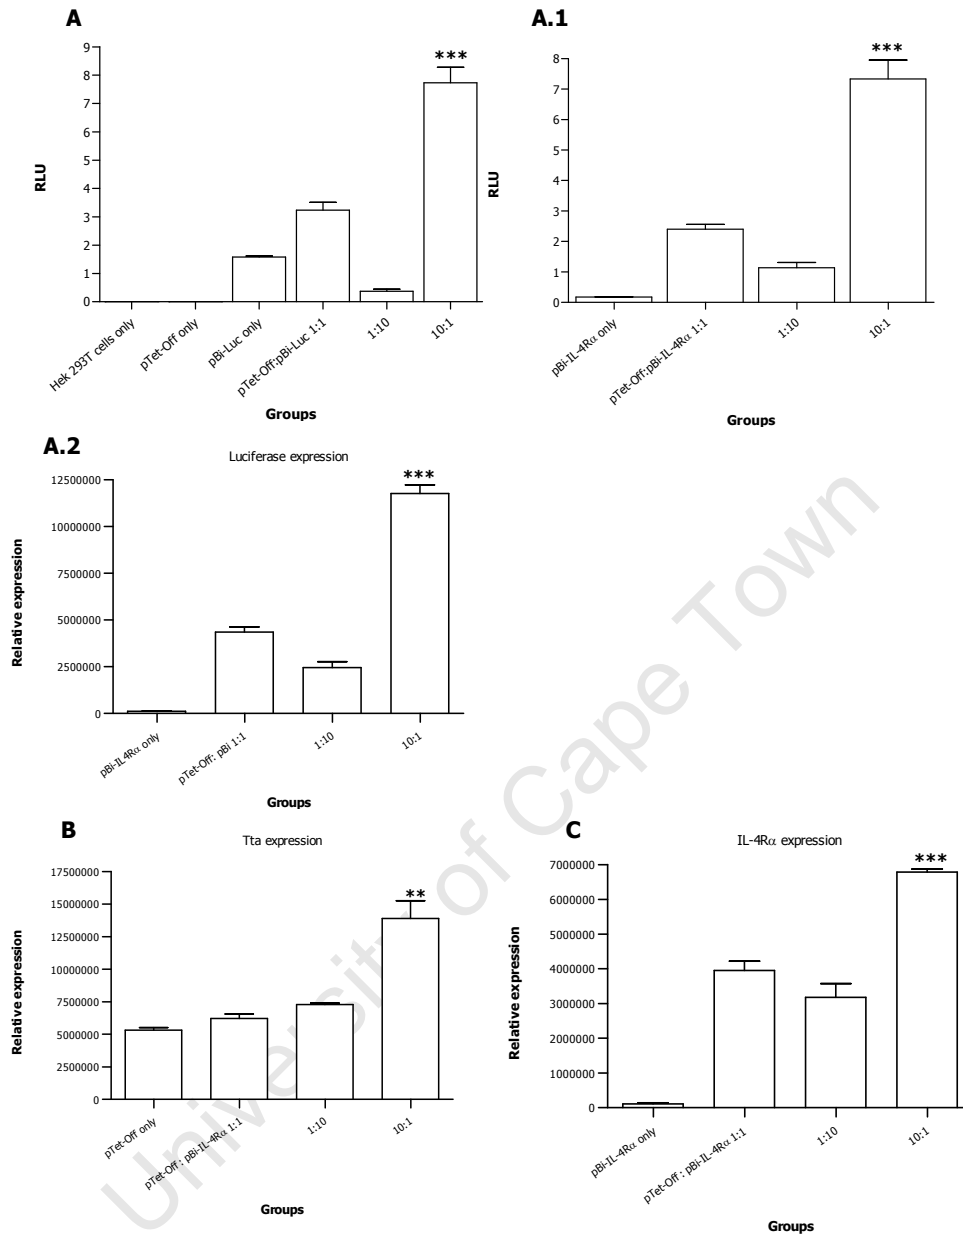 A
***
9
8
7
6
5
4
3
2
1
0
RLU
Hek 293T cells only
pTet-Off only
pBi-Luc only
pTet-Off:pBi-Luc 1:1
1:10
10:1
Groups
A.1
***
8
7
6
5
4
3
2
1
0
RLU
pBi-IL-4Rα only
pTet-Off:pBi-IL-4Rα 1:1
1:10
10:1
Groups
A.2
Luciferase expression
***
12500000
10000000
7500000
5000000
2500000
0
Relative expression
pBi-IL4Rα only
pTet-Off: pBi 1:1
1:10
10:1
Groups
B
Tta expression
**
17500000
15000000
12500000
10000000
7500000
5000000
2500000
0
Relative expression
pTet-Off only
pTet-Off : pBi-IL-4Rα 1:1
1:10
10:1
Groups
C
IL-4Rα expression
***
7000000
6000000
5000000
4000000
3000000
2000000
1000000
0
Relative expression
pBi-IL-4Rα only
pTet-Off : pBi-IL-4Rα 1:1
1:10
10:1
Groups
University of Cape Town